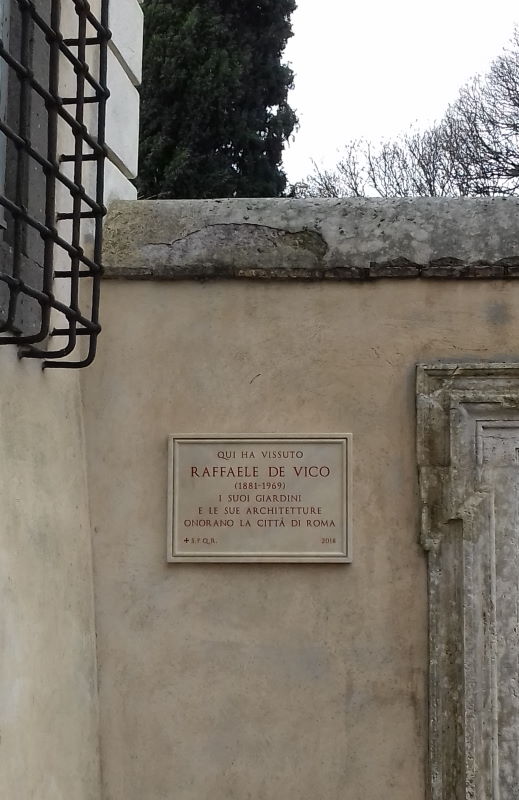 QUI HA VISSUTO
RAFFAELE DE VICO
(1881-1969)
I SUOI GIARDINI
E LE SUE ARCHITETTURE
ONORANO LA CITTÀ DI ROMA
✠ S.P.Q.R. 2018